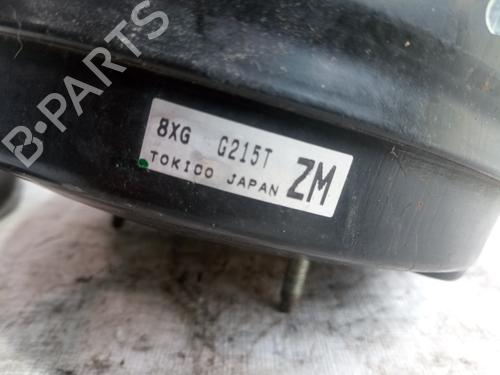 B-PARTS
8XG G215T
TOKICO JAPAN
ZM